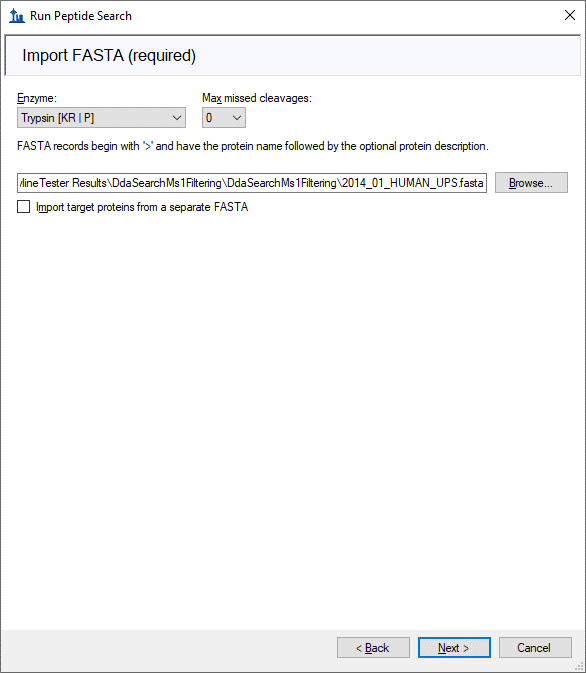 Run Peptide Search
Import FASTA (required)
Enzyme: Max missed cleavages:
Trypsin [KR | P] 0
FASTA records begin with '>' and have the protein name followed by the optional protein description.
lineTester Results\DdaSearchMs1Filtering\DdaSearchMs1Filtering\2014_01_HUMAN_UPS.fasta Browse...
Import target proteins from a separate FASTA
< Back Next > Cancel